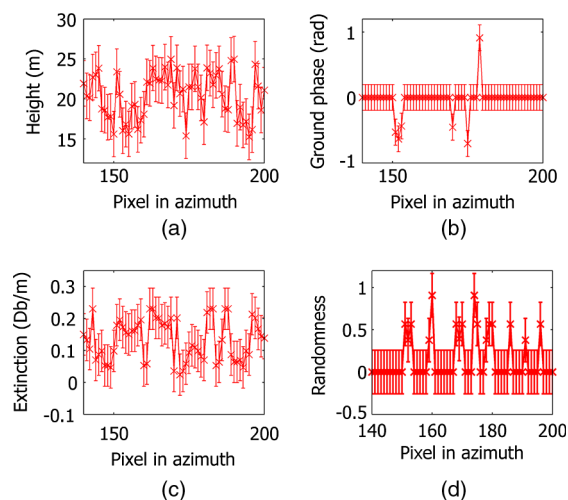 25
20
15
Height (m)
150
200
Pixel in azimuth
(a)
1
0
-1
Ground phase (rad)
150
200
Pixel in azimuth
(b)
0.3
0.2
0.1
0
-0.1
Extinction (Db/m)
150
200
Pixel in azimuth
(c)
1
0.5
0
-0.5
Randomness
140
160
180
200
Pixel in azimuth
(d)